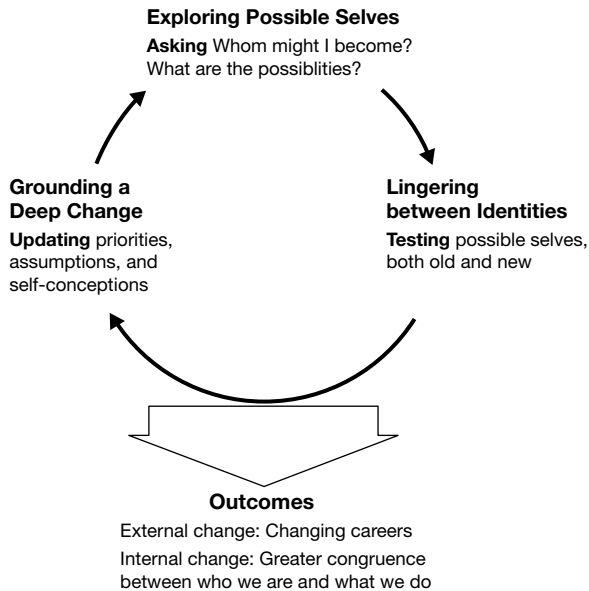 Exploring Possible Selves
Asking Whom might I become?
What are the possiblities?
Lingering
between Identities
Testing possible selves,
both old and new
Grounding a
Deep Change
Updating priorities,
assumptions, and
self-conceptions
Outcomes
External change: Changing careers
Internal change: Greater congruence
between who we are and what we do